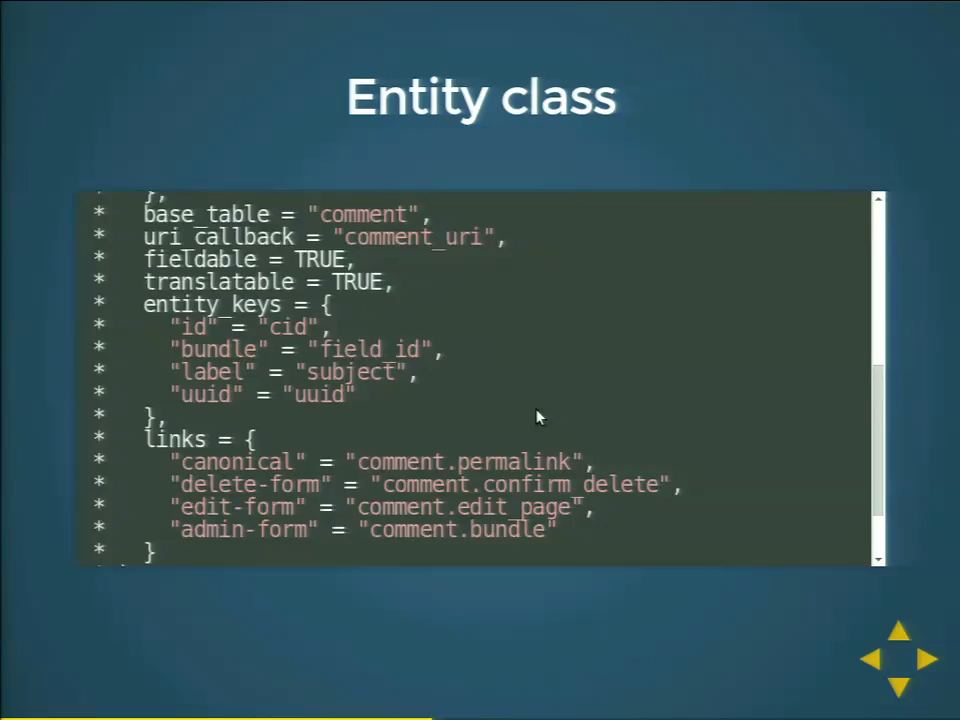 Entity class
* },
* base_table = "comment",
* uri_callback = "comment_uri",
* fieldable = TRUE,
* translatable = TRUE,
* entity_keys = {
* "id" = "cid",
* "bundle" = "field_id",
* "label" = "subject",
* "uuid" = "uuid"
* },
* links = {
* "canonical" = "comment.permalink",
* "delete-form" = "comment.confirm_delete",
* "edit-form" = "comment.edit_page",
* "admin-form" = "comment.bundle"
* }